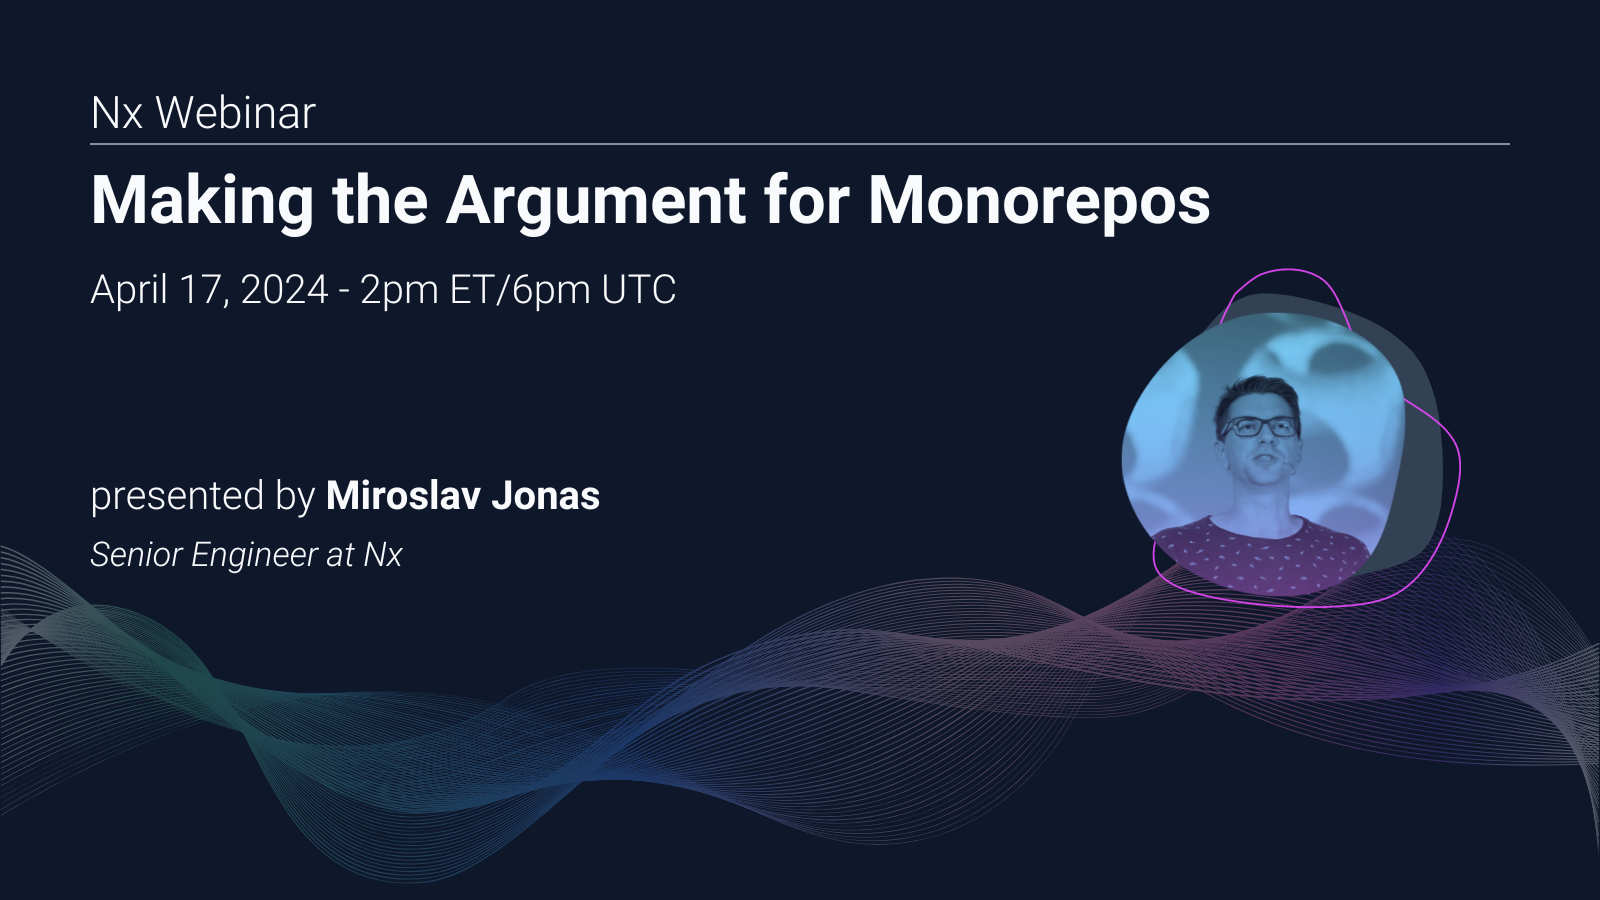 Nx Webinar
Making the Argument for Monorepos
April 17, 2024 - 2pm ET/6pm UTC
presented by Miroslav Jonas
Senior Engineer at Nx